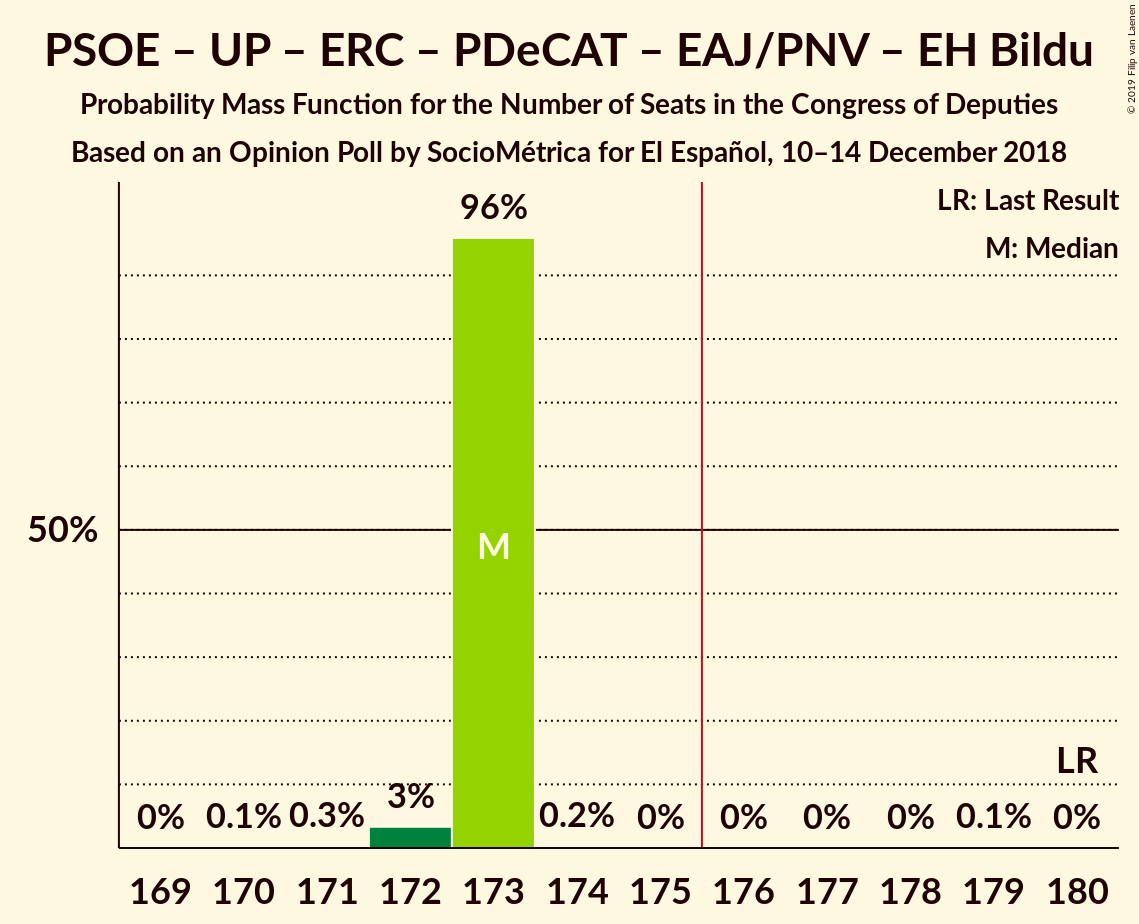 PSOE – UP – ERC – PDeCAT – EAJ/PNV – EH Bildu
Probability Mass Function for the Number of Seats in the Congress of Deputies
Based on an Opinion Poll by SocioMétrica for El Español, 10–14 December 2018
© 2019 Filip van Laenen
LR: Last Result
M: Median
96%
50%
M
LR
0% 0.1% 0.3% 3% 0.2% 0% 0% 0% 0% 0.1% 0%
169 170 171 172 173 174 175 176 177 178 179 180